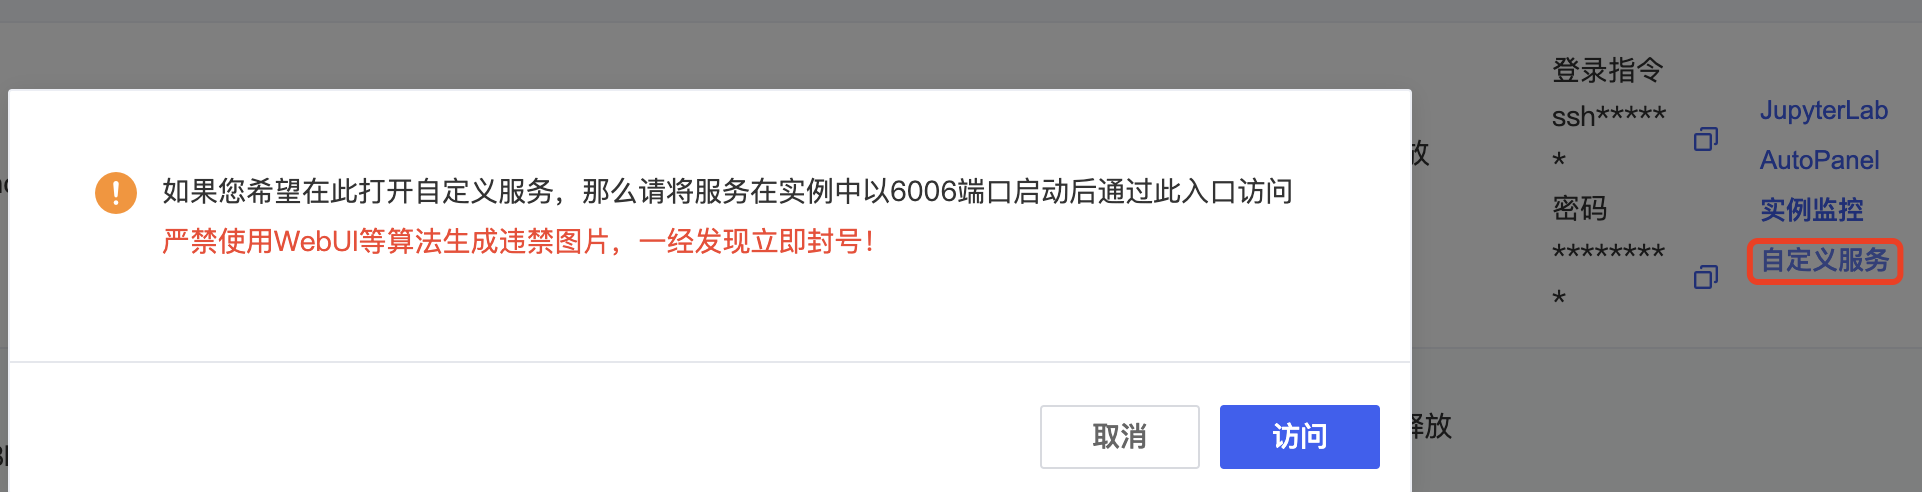 登录指令
ssh*****
*
JupyterLab
AutoPanel
密码
********
*
实例监控
自定义服务
放
如果您希望在此打开自定义服务，那么请将服务在实例中以6006端口启动后通过此入口访问
严禁使用WebUI等算法生成违禁图片，一经发现立即封号！
取消
访问
释放